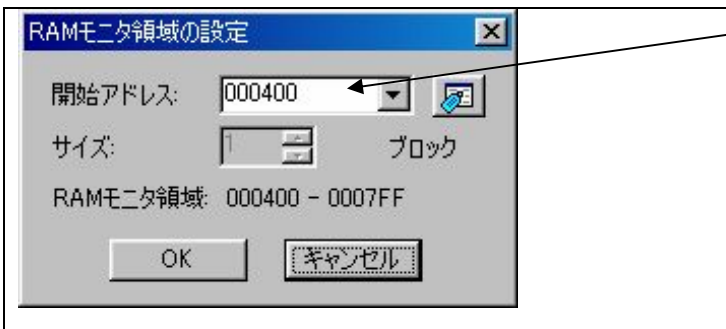 RAMモニタ領域の設定
開始アドレス: 000400
サイズ: 1 ブロック
RAMモニタ領域: 000400 - 0007FF
OK キャンセル